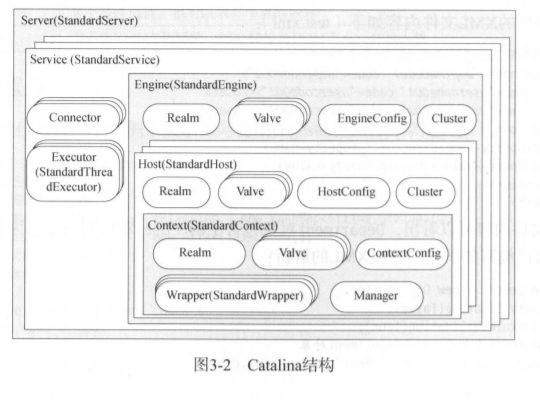 Server(StandardServer)
Service (StandardService)
Engine(StandardEngine)
Connector
Realm
Valve
EngineConfig
Cluster
Executor
(StandardThrea
dExecutor)
Host(StandardHost)
Realm
Valve
HostConfig
Cluster
Context(StandardContext)
Realm
Valve
ContextConfig
Wrapper(StandardWrapper)
Manager
图3-2 Catalina结构